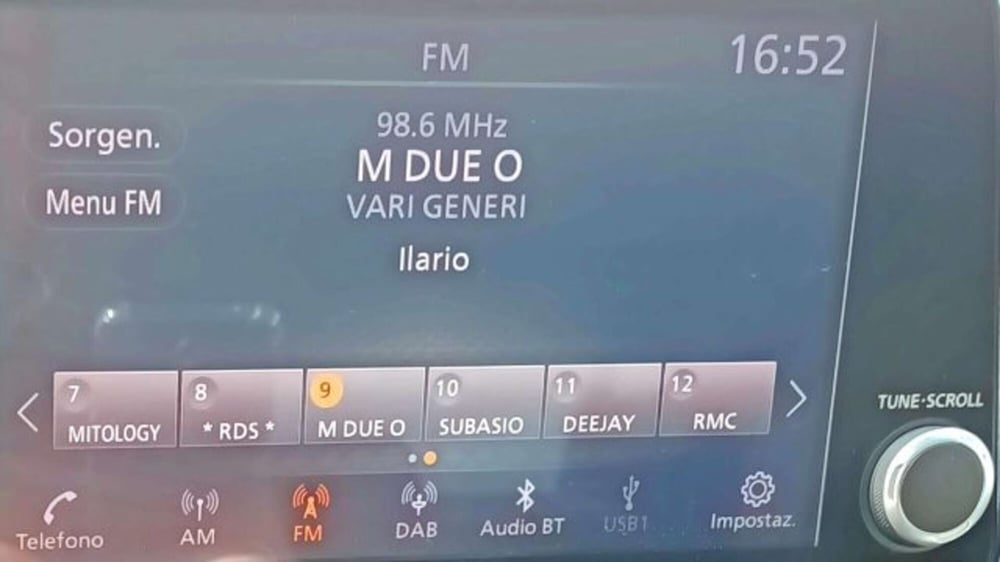 FM
16:52
Sorgen.
98.6 MHz
M DUE O
Menu FM
VARI GENERI
Ilario
7
8
9
10
11
12
MITOLOGY
* RDS *
M DUE O
SUBASIO
DEEJAY
RMC
TUNE·SCROLL
Telefono
AM
FM
DAB
Audio BT
USB1
Impostaz.